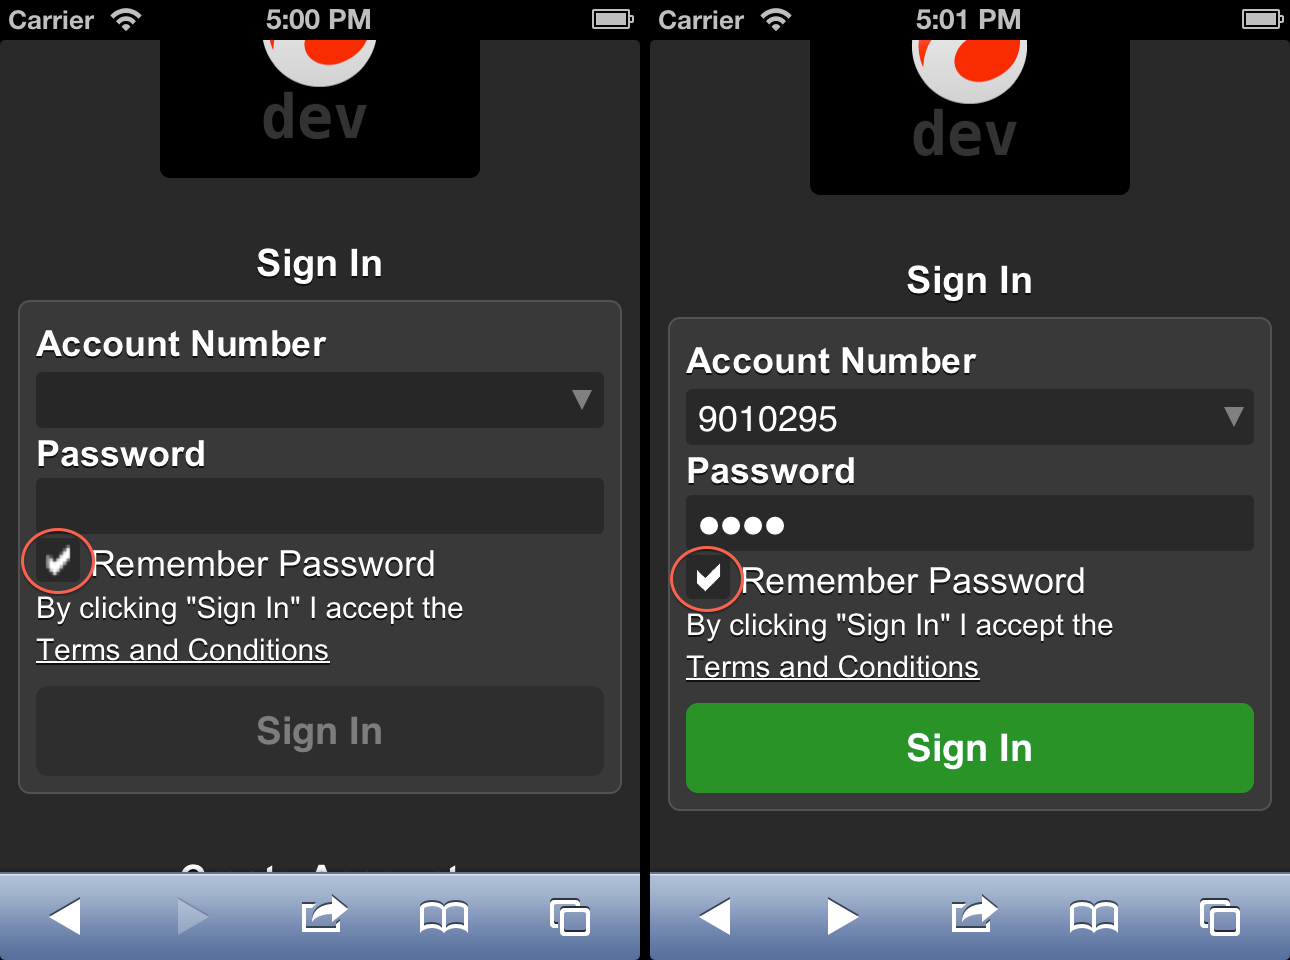 Carrier 5:00 PM
dev
Sign In
Account Number
Password
Remember Password
By clicking "Sign In" I accept the
Terms and Conditions
Sign In
Create Account
Carrier 5:01 PM
dev
Sign In
Account Number
9010295
Password
●●●●
Remember Password
By clicking "Sign In" I accept the
Terms and Conditions
Sign In